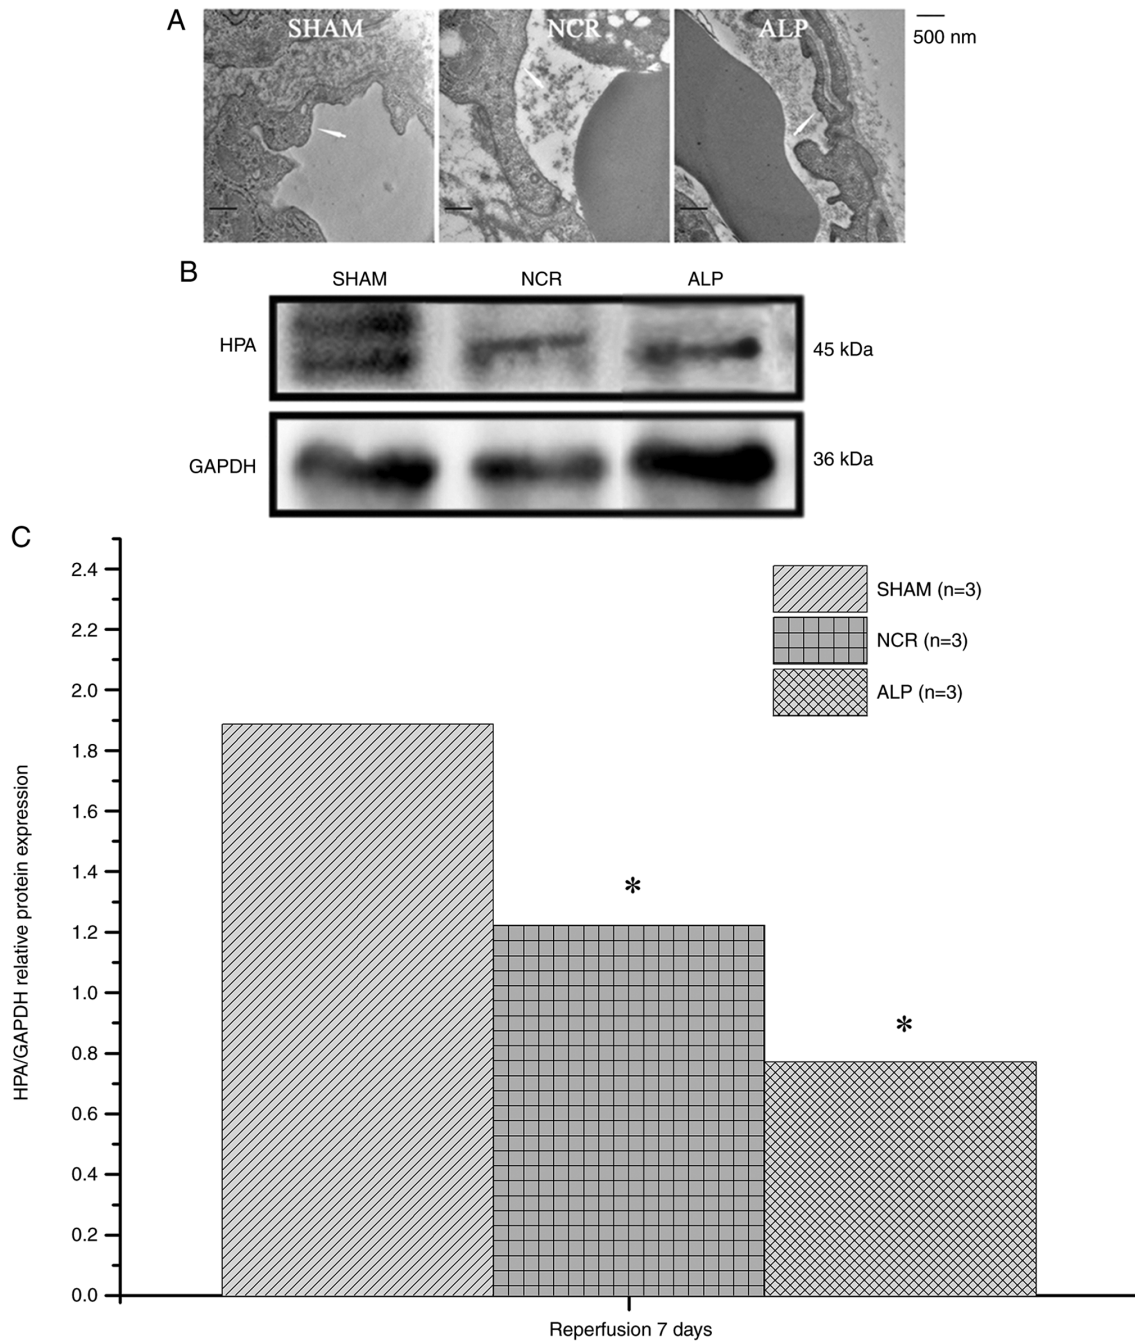 A
SHAM
NCR
ALP
500 nm
B
SHAM
NCR
ALP
HPA
45 kDa
GAPDH
36 kDa
C
2.4
2.2
2.0
1.8
1.6
1.4
1.2
1.0
0.8
0.6
0.4
0.2
0.0
HPA/GAPDH relative protein expression
SHAM (n=3)
NCR (n=3)
ALP (n=3)
*
*
Reperfusion 7 days